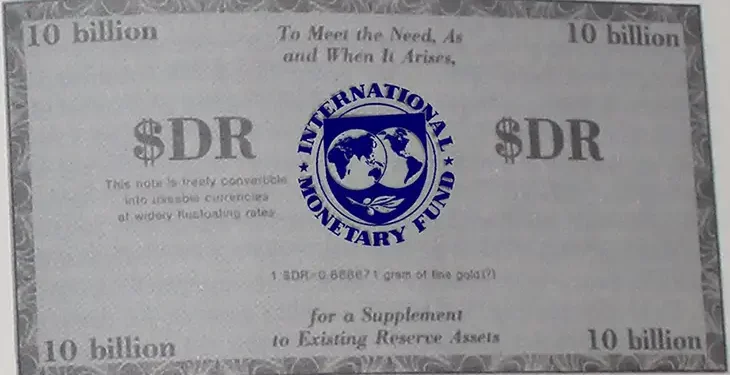 10 billion
To Meet the Need, As
and When It Arises,
10 billion
$DR
INTERNATIONAL
MONETARY FUND
$DR
This note is freely convertible
into useable currencies
at widely fluctuating rates
1 $DR=0.888671 gram of fine gold(?)
for a Supplement
to Existing Reserve Assets
10 billion
10 billion